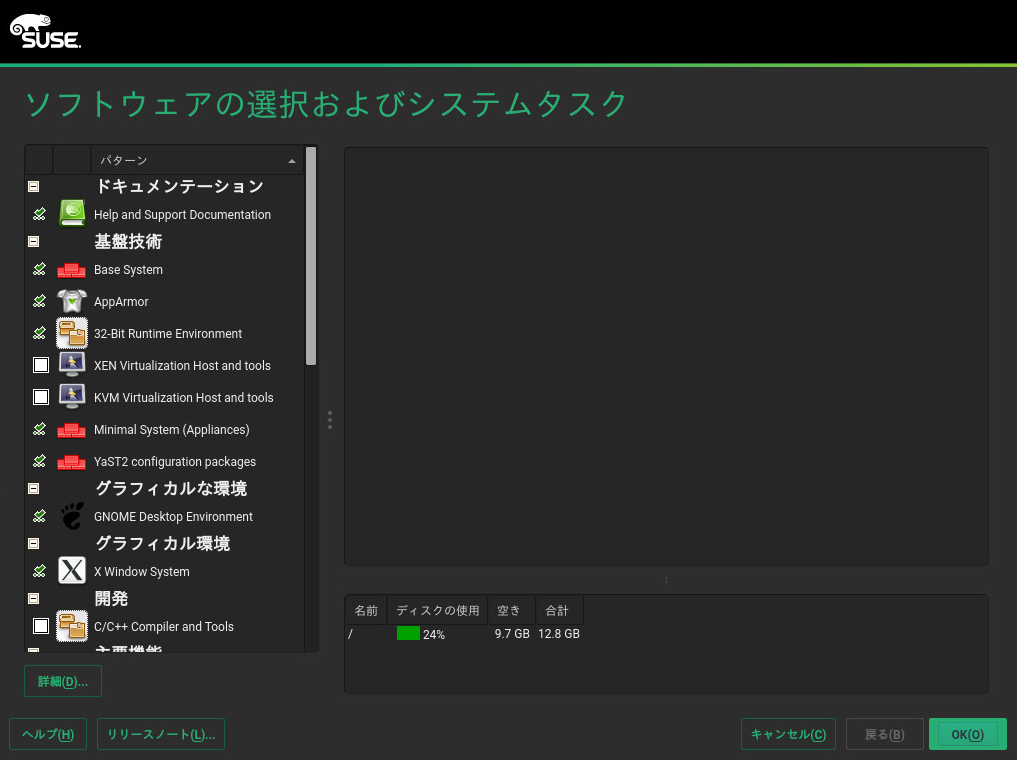 SUSE.
ソフトウェアの選択およびシステムタスク
パターン
ドキュメンテーション
Help and Support Documentation
基盤技術
Base System
AppArmor
32-Bit Runtime Environment
XEN Virtualization Host and tools
KVM Virtualization Host and tools
Minimal System (Appliances)
YaST2 configuration packages
グラフィカルな環境
GNOME Desktop Environment
グラフィカル環境
X Window System
開発
C/C++ Compiler and Tools
主要機能
詳細(D)...
名前 ディスクの使用 空き 合計
/ 24% 9.7 GB 12.8 GB
ヘルプ(H) リリースノート(L)... キャンセル(C) 戻る(B) OK(O)